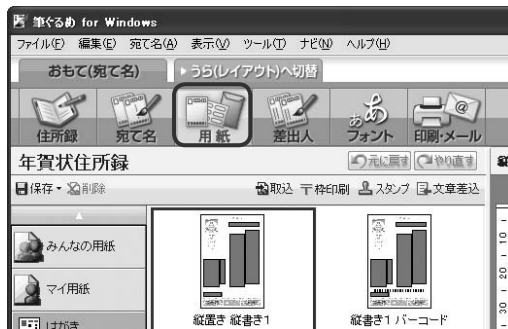 筆ぐるめ for Windows
ファイル(F) 編集(E) 宛て名(A) 表示(V) ツール(T) ナビ(N) ヘルプ(H)
おもて(宛て名) うら(レイアウト)へ切替
住所録 宛て名 用紙 差出人 フォント 印刷・メール
年賀状住所録 元に戻す やり直す
保存 削除 取込 枠印刷 スタンプ 文章差込
みんなの用紙
マイ用紙
はがき
縦置き 縦書き1 縦書き1 バーコード
10
20
30